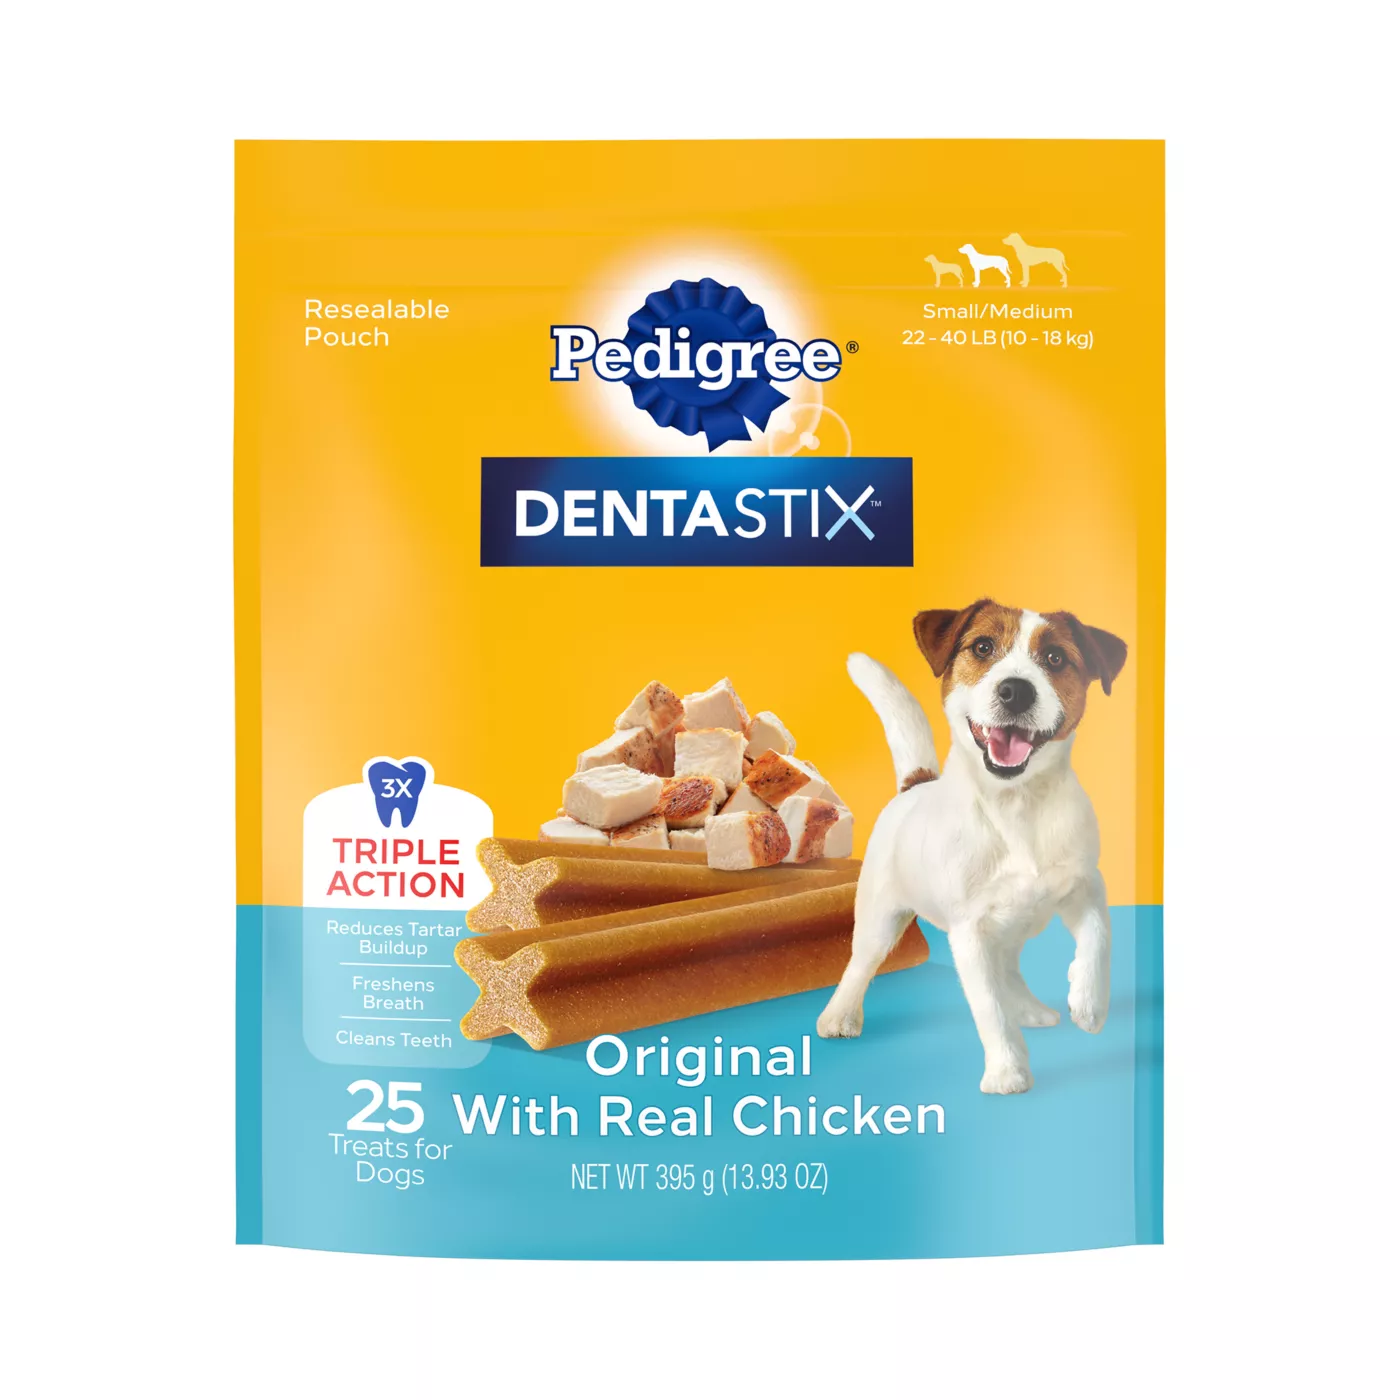 Resealable
Pouch
Pedigree®
Small/Medium
22 - 40 LB (10 - 18 kg)
DENTASTIX™
3X
TRIPLE
ACTION
Reduces Tartar
Buildup
Freshens
Breath
Cleans Teeth
25
Treats for
Dogs
Original
With Real Chicken
NET WT 395 g (13.93 OZ)